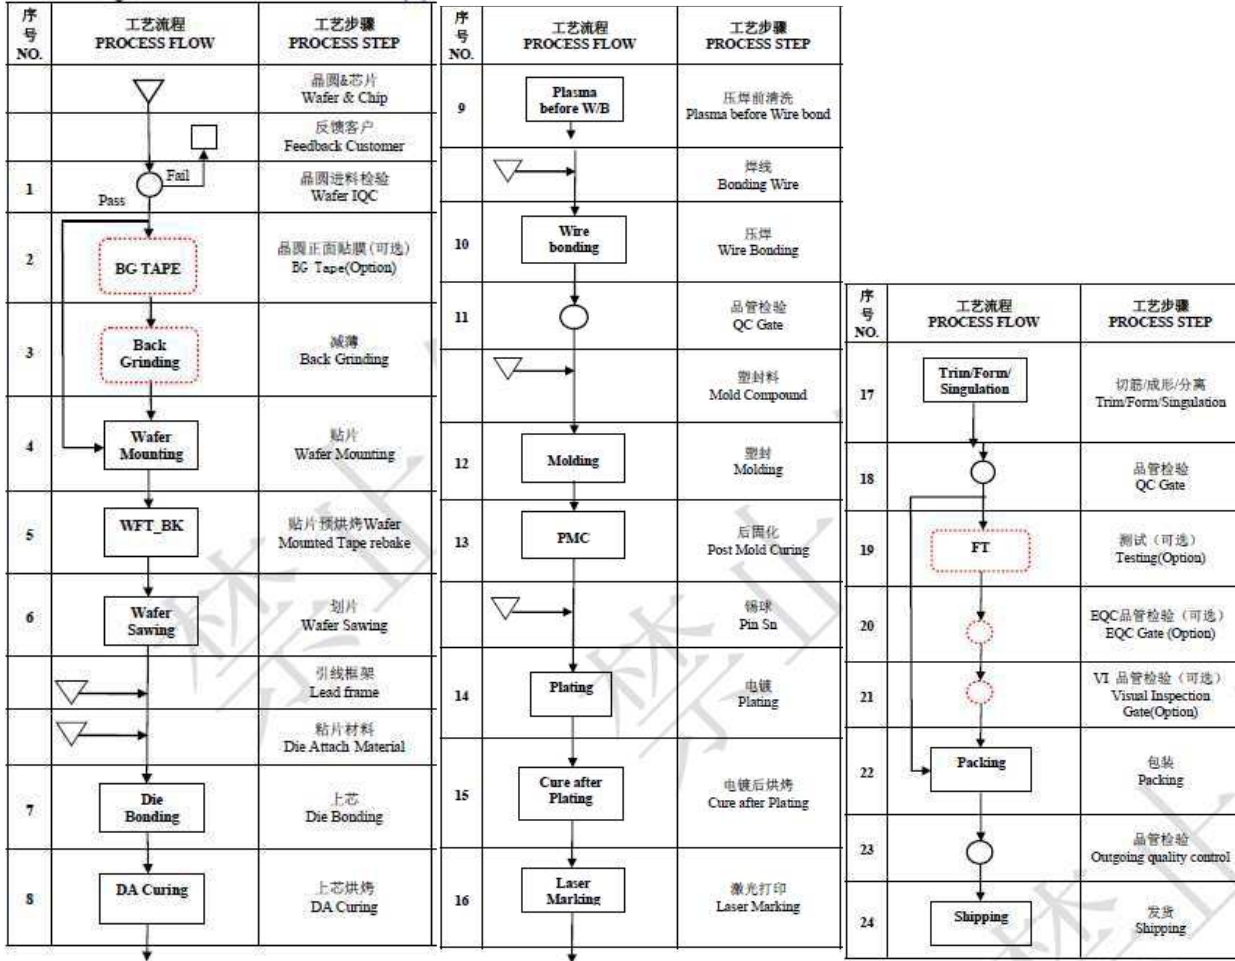 序
号
NO.
工艺流程
PROCESS FLOW
工艺步骤
PROCESS STEP
晶圆&芯片
Wafer & Chip
反馈客户
Feedback Customer
1
Fail
Pass
晶圆进料检验
Wafer IQC
2
BG TAPE
晶圆正面贴膜(可选)
BG Tape(Option)
3
Back
Grinding
减薄
Back Grinding
4
Wafer
Mounting
贴片
Wafer Mounting
5
WFT_BK
贴片预烘烤Wafer
Mounted Tape rebake
6
Wafer
Sawing
划片
Wafer Sawing
引线框架
Lead frame
粘片材料
Die Attach Material
7
Die
Bonding
上芯
Die Bonding
8
DA Curing
上芯烘烤
DA Curing
序
号
NO.
工艺流程
PROCESS FLOW
工艺步骤
PROCESS STEP
9
Plasma
before W/B
压焊前清洗
Plasma before Wire bond
焊线
Bonding Wire
10
Wire
bonding
压焊
Wire Bonding
11
品管检验
QC Gate
塑封料
Mold Compound
12
Molding
塑封
Molding
13
PMC
后固化
Post Mold Curing
锡球
Pin Sn
14
Plating
电镀
Plating
15
Cure after
Plating
电镀后烘烤
Cure after Plating
16
Laser
Marking
激光打印
Laser Marking
序
号
NO.
工艺流程
PROCESS FLOW
工艺步骤
PROCESS STEP
17
Trim/Form/
Singulation
切筋/成形/分离
Trim/Form/Singulation
18
品管检验
QC Gate
19
FT
测试（可选）
Testing(Option)
20
EQC品管检验（可选）
EQC Gate (Option)
21
VI 品管检验（可选）
Visual Inspection
Gate(Option)
22
Packing
包装
Packing
23
品管检验
Outgoing quality control
24
Shipping
发货
Shipping
禁止
禁止